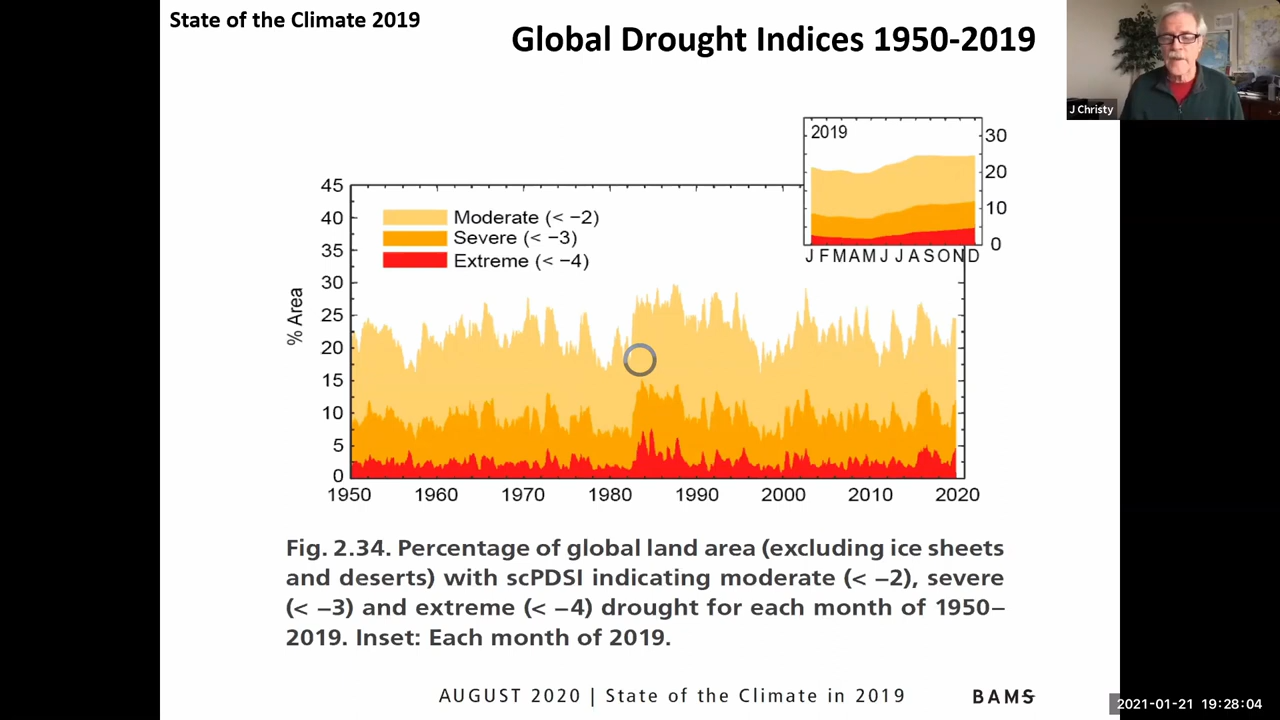 State of the Climate 2019
Global Drought Indices 1950-2019
J Christy
2019
30
20
10
0
J F M A M J J A S O N D
45
40
35
30
25
20
15
10
5
0
% Area
Moderate (< −2)
Severe (< −3)
Extreme (< −4)
1950 1960 1970 1980 1990 2000 2010 2020
Fig. 2.34. Percentage of global land area (excluding ice sheets
and deserts) with scPDSI indicating moderate (< −2), severe
(< −3) and extreme (< −4) drought for each month of 1950–
2019. Inset: Each month of 2019.
AUGUST 2020 | State of the Climate in 2019
BAMS
2021-01-21 19:28:04